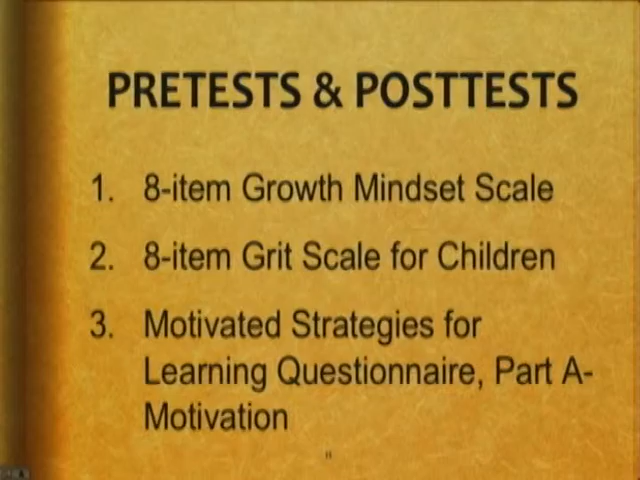 PRETESTS & POSTTESTS
1. 8-item Growth Mindset Scale
2. 8-item Grit Scale for Children
3. Motivated Strategies for
Learning Questionnaire, Part A-
Motivation